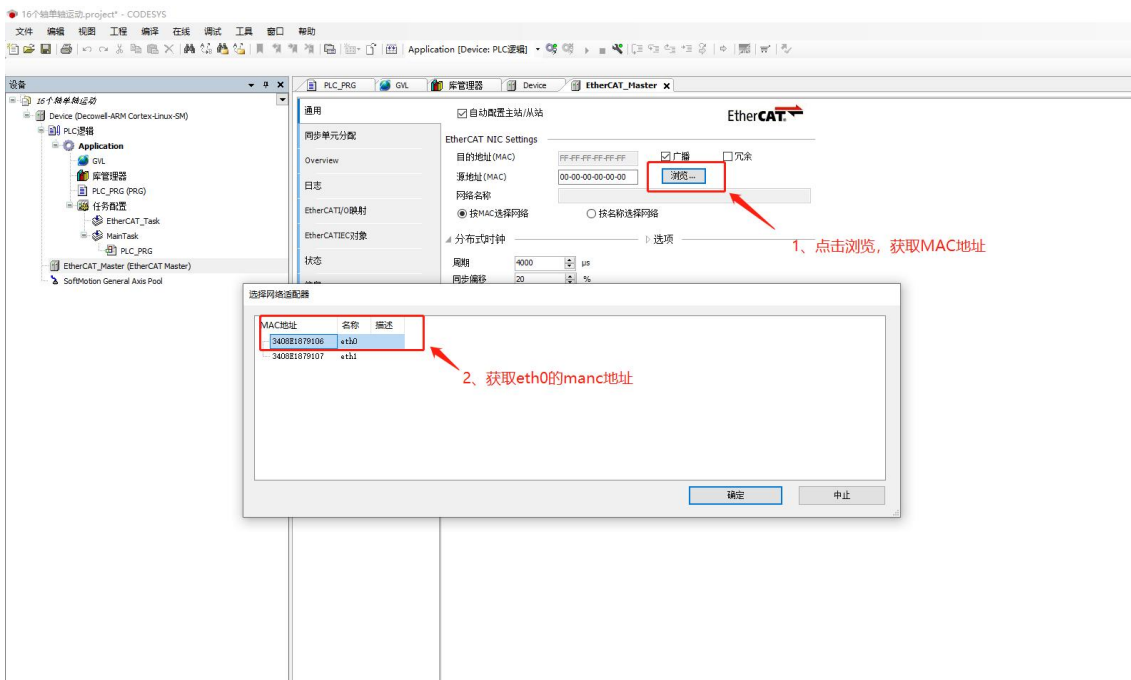 16个轴单轴运动.project* - CODESYS
文件 编辑 视图 工程 编译 在线 调试 工具 窗口 帮助
Application [Device: PLC逻辑]
设备
PLC_PRG GVL 库管理器 Device EtherCAT_Master
16个轴单轴运动
Device (Decowell-ARM Cortex-Linux-SM)
PLC逻辑
Application
GVL
库管理器
PLC_PRG (PRG)
任务配置
EtherCAT_Task
MainTask
PLC_PRG
EtherCAT_Master (EtherCAT Master)
SoftMotion General Axis Pool
通用
同步单元分配
Overview
日志
EtherCATI/O映射
EtherCATIEC对象
状态
自动配置主站/从站
EtherCAT
EtherCAT NIC Settings
目的地址(MAC) FF-FF-FF-FF-FF-FF 广播 冗余
源地址(MAC) 00-00-00-00-00-00 浏览...
网络名称
按MAC选择网络 按名称选择网络
分布式时钟 选项
周期 4000 μs
同步偏移 20 %
1、点击浏览，获取MAC地址
选择网络适配器
MAC地址 名称 描述
3408E1879106 eth0
3408E1879107 eth1
2、获取eth0的manc地址
确定 中止